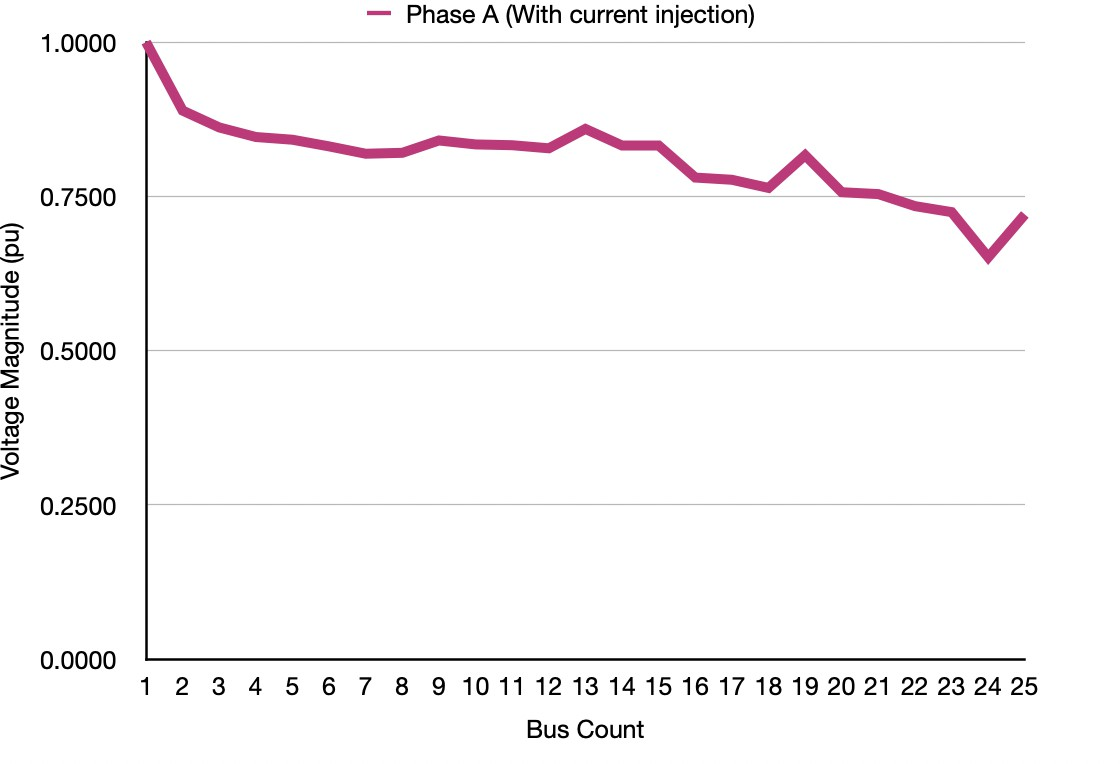 Phase A (With current injection)
1.0000
0.7500
0.5000
0.2500
0.0000
Voltage Magnitude (pu)
1 2 3 4 5 6 7 8 9 10 11 12 13 14 15 16 17 18 19 20 21 22 23 24 25
Bus Count